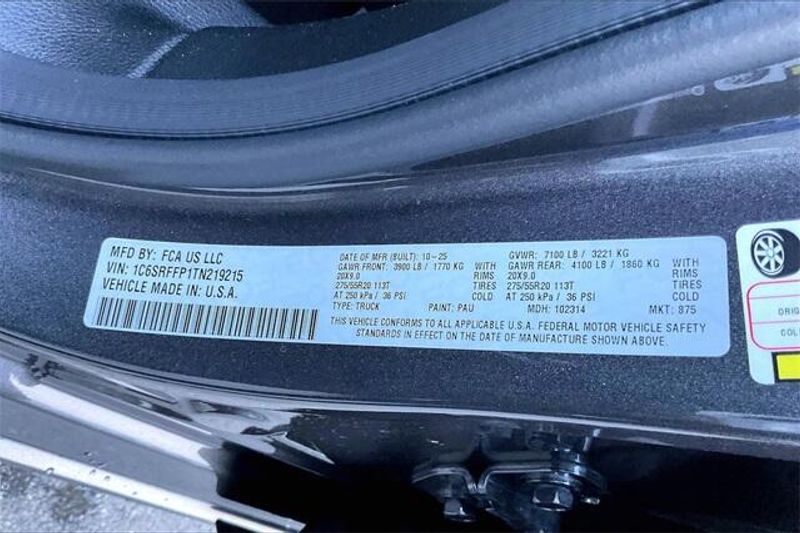 MFD BY: FCA US LLC
VIN: 1C6SRFFP1TN219215
VEHICLE MADE IN: U.S.A.
DATE OF MFR (BUILT): 10-25 GVWR: 7100 LB / 3221 KG
GAWR FRONT: 3900 LB / 1770 KG WITH GAWR REAR: 4100 LB / 1860 KG WITH
20X9.0 RIMS 20X9.0 RIMS
275/55R20 113T TIRES 275/55R20 113T TIRES
AT 250 kPa / 36 PSI COLD AT 250 kPa / 36 PSI COLD
TYPE: TRUCK PAINT: PAU MDH: 102314 MKT: 875
THIS VEHICLE CONFORMS TO ALL APPLICABLE U.S.A. FEDERAL MOTOR VEHICLE SAFETY
STANDARDS IN EFFECT ON THE DATE OF MANUFACTURE SHOWN ABOVE.
ORIG